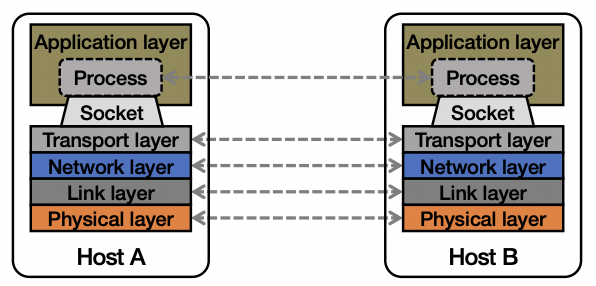 Application layer
Process
Socket
Transport layer
Network layer
Link layer
Physical layer
Host A
Application layer
Process
Socket
Transport layer
Network layer
Link layer
Physical layer
Host B